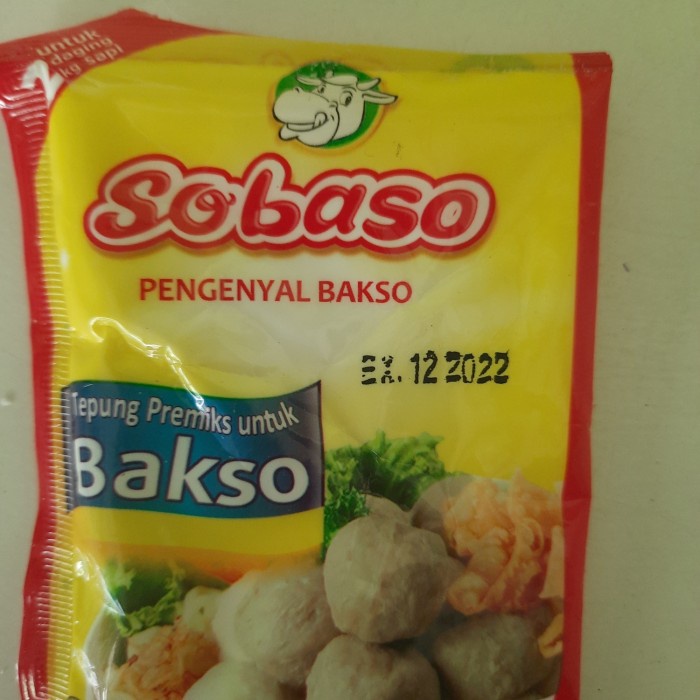 untuk
daging
kg sapi
Sobaso
PENGENYAL BAKSO
EX. 12 2022
Tepung Premiks untuk
Bakso